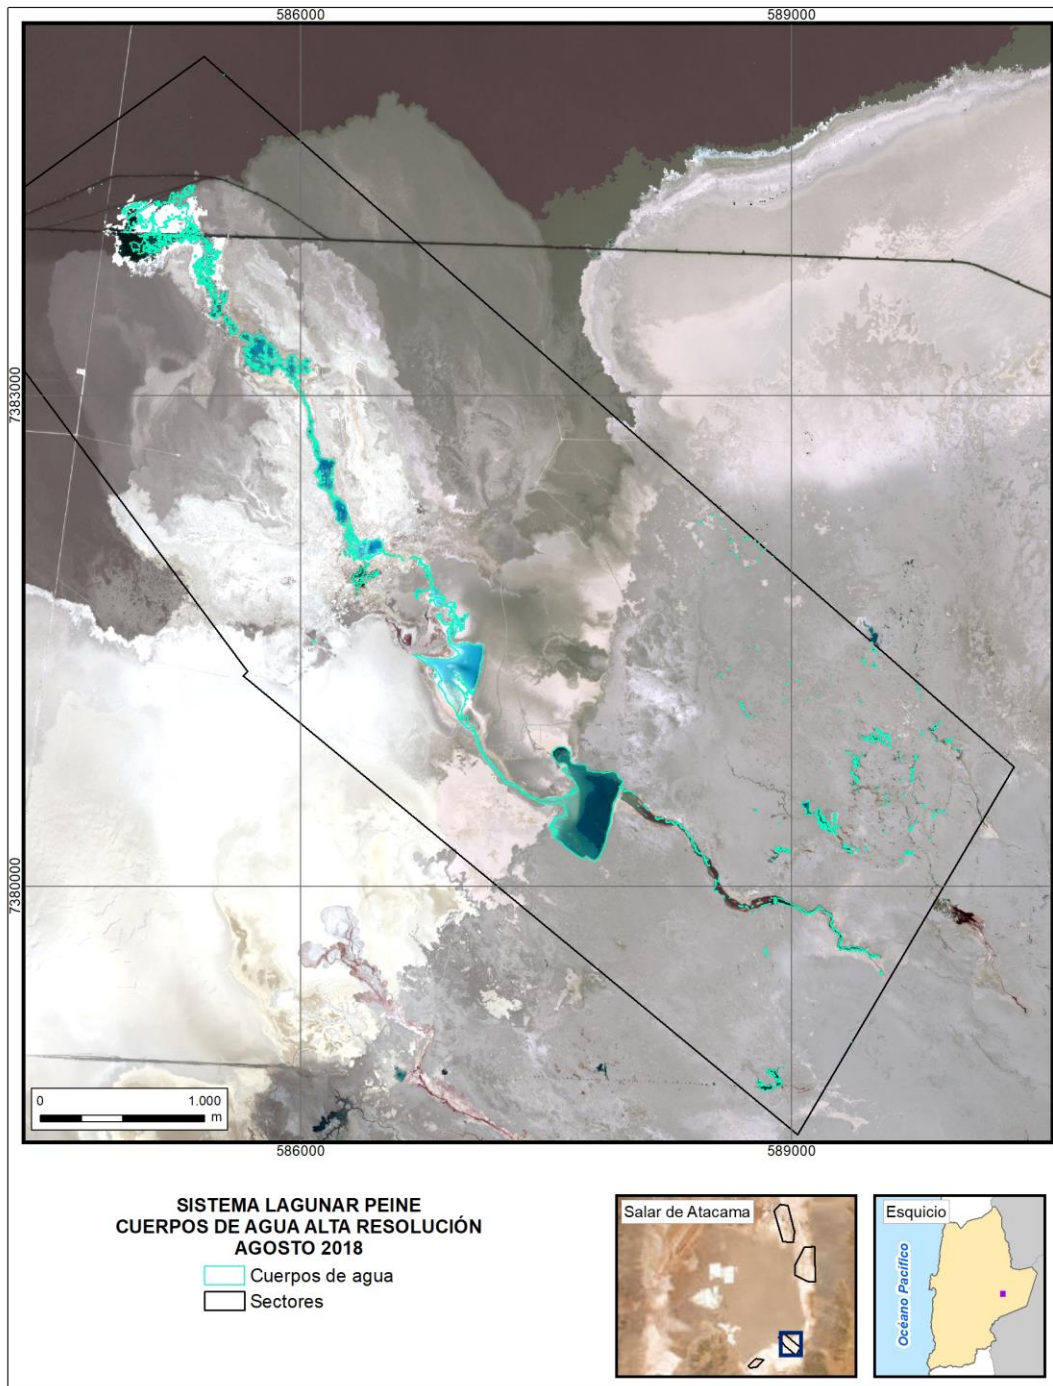 586000
589000
7383000
7380000
0
1.000
m
586000
589000
SISTEMA LAGUNAR PEINE
CUERPOS DE AGUA ALTA RESOLUCIÓN
AGOSTO 2018
Cuerpos de agua
Sectores
Salar de Atacama
Esquicio
Océano Pacífico